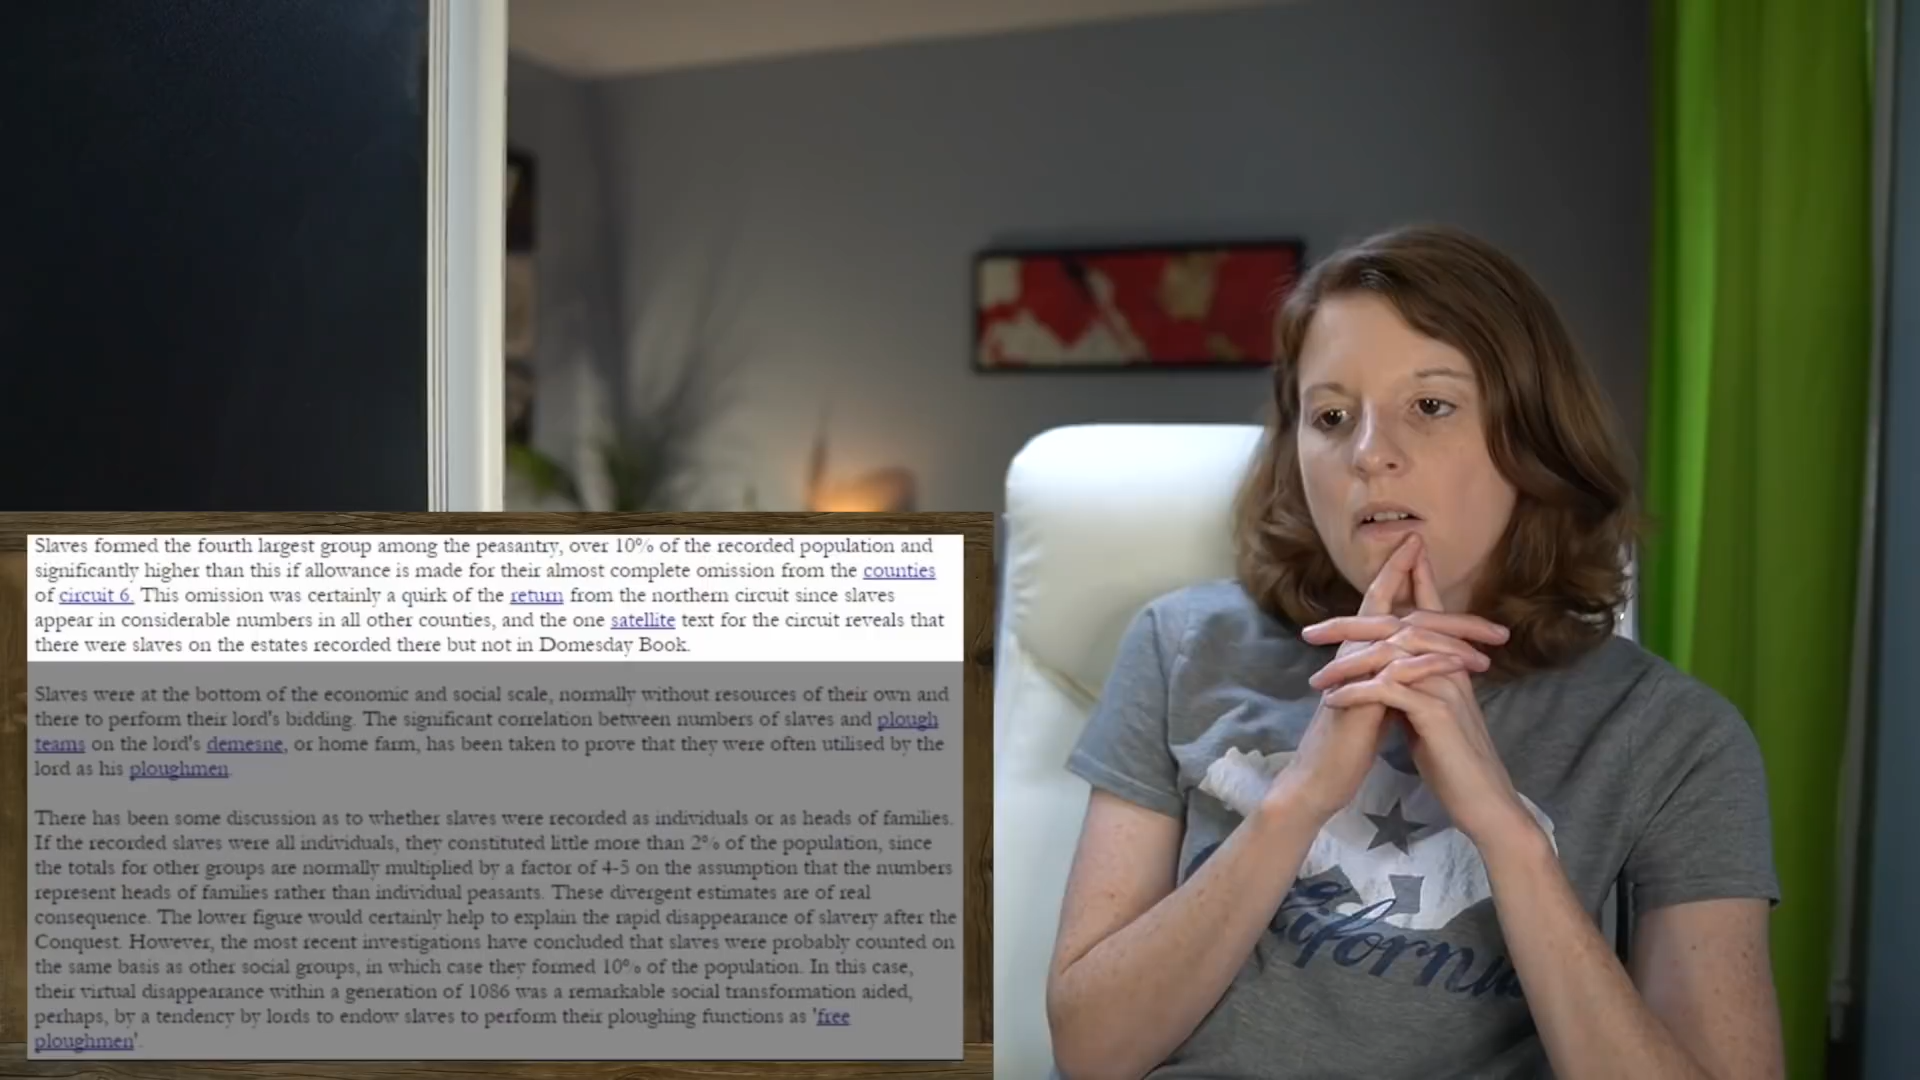 Slaves formed the fourth largest group among the peasantry, over 10% of the recorded population and
significantly higher than this if allowance is made for their almost complete omission from the counties
of circuit 6. This omission was certainly a quirk of the return from the northern circuit since slaves
appear in considerable numbers in all other counties, and the one satellite text for the circuit reveals that
there were slaves on the estates recorded there but not in Domesday Book.
Slaves were at the bottom of the economic and social scale, normally without resources of their own and
there to perform their lord's bidding. The significant correlation between numbers of slaves and plough
teams on the lord's demesne, or home farm, has been taken to prove that they were often utilised by the
lord as his ploughmen.
There has been some discussion as to whether slaves were recorded as individuals or as heads of families.
If the recorded slaves were all individuals, they constituted little more than 2% of the population, since
the totals for other groups are normally multiplied by a factor of 4-5 on the assumption that the numbers
represent heads of families rather than individual peasants. These divergent estimates are of real
consequence. The lower figure would certainly help to explain the rapid disappearance of slavery after the
Conquest. However, the most recent investigations have concluded that slaves were probably counted on
the same basis as other social groups, in which case they formed 10% of the population. In this case,
their virtual disappearance within a generation of 1086 was a remarkable social transformation aided,
perhaps, by a tendency by lords to endow slaves to perform their ploughing functions as 'free
ploughmen'.